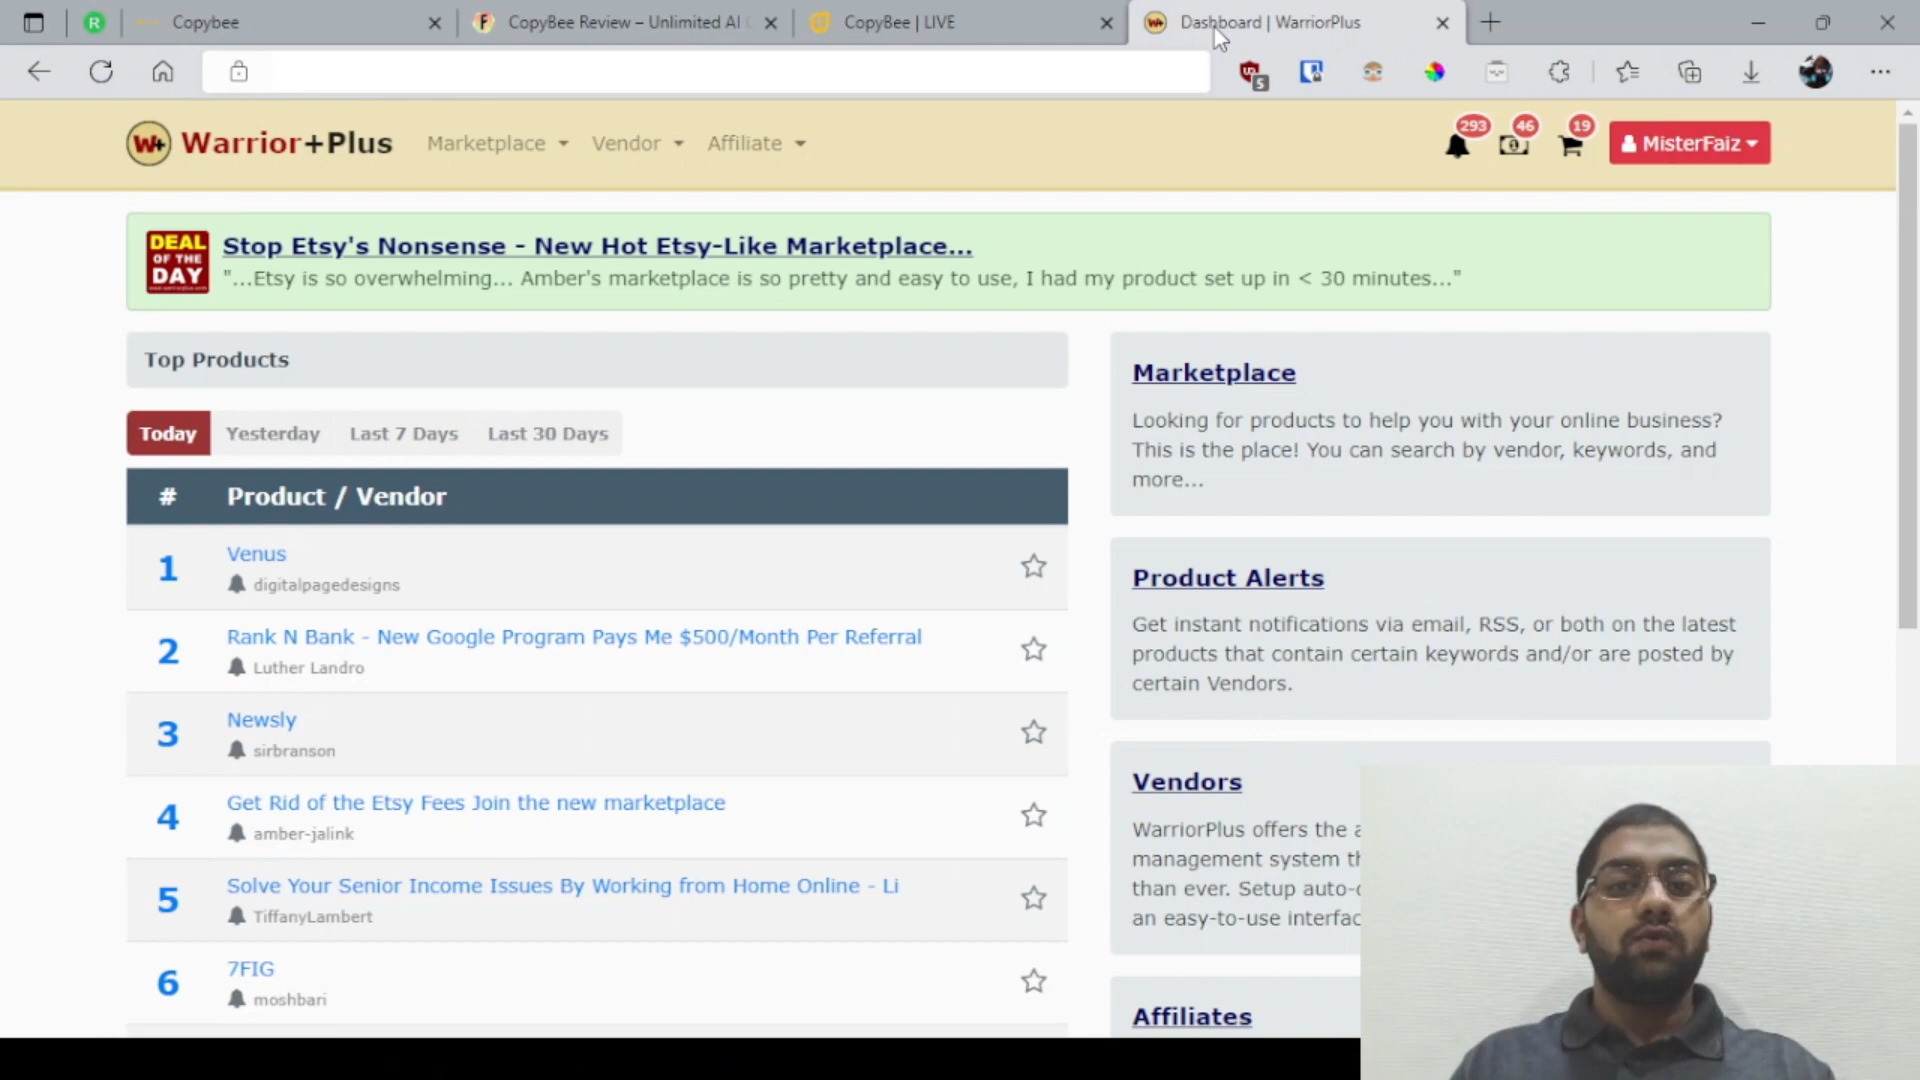 Copybee
CopyBee Review – Unlimited AI C
CopyBee | LIVE
Dashboard | WarriorPlus
5
W+ Warrior+Plus
Marketplace
Vendor
Affiliate
293
46
19
MisterFaiz
DEAL
OF THE
DAY
Stop Etsy's Nonsense - New Hot Etsy-Like Marketplace...
"...Etsy is so overwhelming... Amber's marketplace is so pretty and easy to use, I had my product set up in < 30 minutes..."
Top Products
Today
Yesterday
Last 7 Days
Last 30 Days
# Product / Vendor
1 Venus
digitalpagedesigns
2 Rank N Bank - New Google Program Pays Me $500/Month Per Referral
Luther Landro
3 Newsly
sirbranson
4 Get Rid of the Etsy Fees Join the new marketplace
amber-jalink
5 Solve Your Senior Income Issues By Working from Home Online - Li
TiffanyLambert
6 7FIG
moshbari
Marketplace
Looking for products to help you with your online business?
This is the place! You can search by vendor, keywords, and
more...
Product Alerts
Get instant notifications via email, RSS, or both on the latest
products that contain certain keywords and/or are posted by
certain Vendors.
Vendors
WarriorPlus offers the a
management system th
than ever. Setup auto-
an easy-to-use interfac
Affiliates